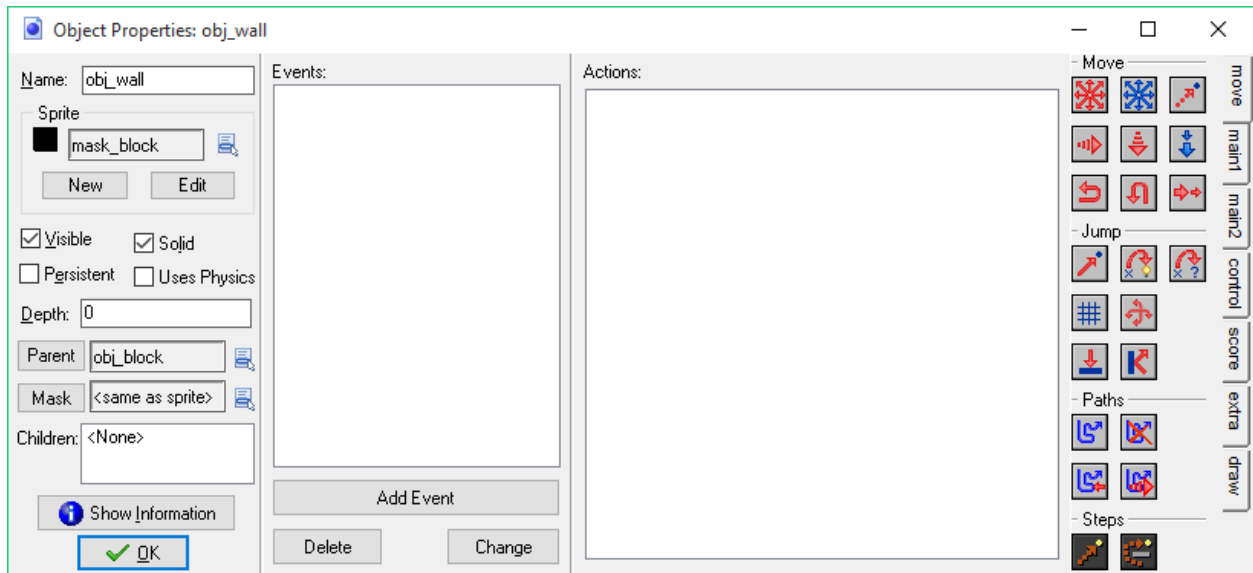 Object Properties: obj_wall
Name: obj_wall
Sprite
mask_block
New Edit
Visible Solid
Persistent Uses Physics
Depth: 0
Parent obj_block
Mask <same as sprite>
Children: <None>
Show Information
OK
Events:
Add Event
Delete Change
Actions:
Move
Jump
Paths
Steps
move
main1
main2
control
score
extra
draw